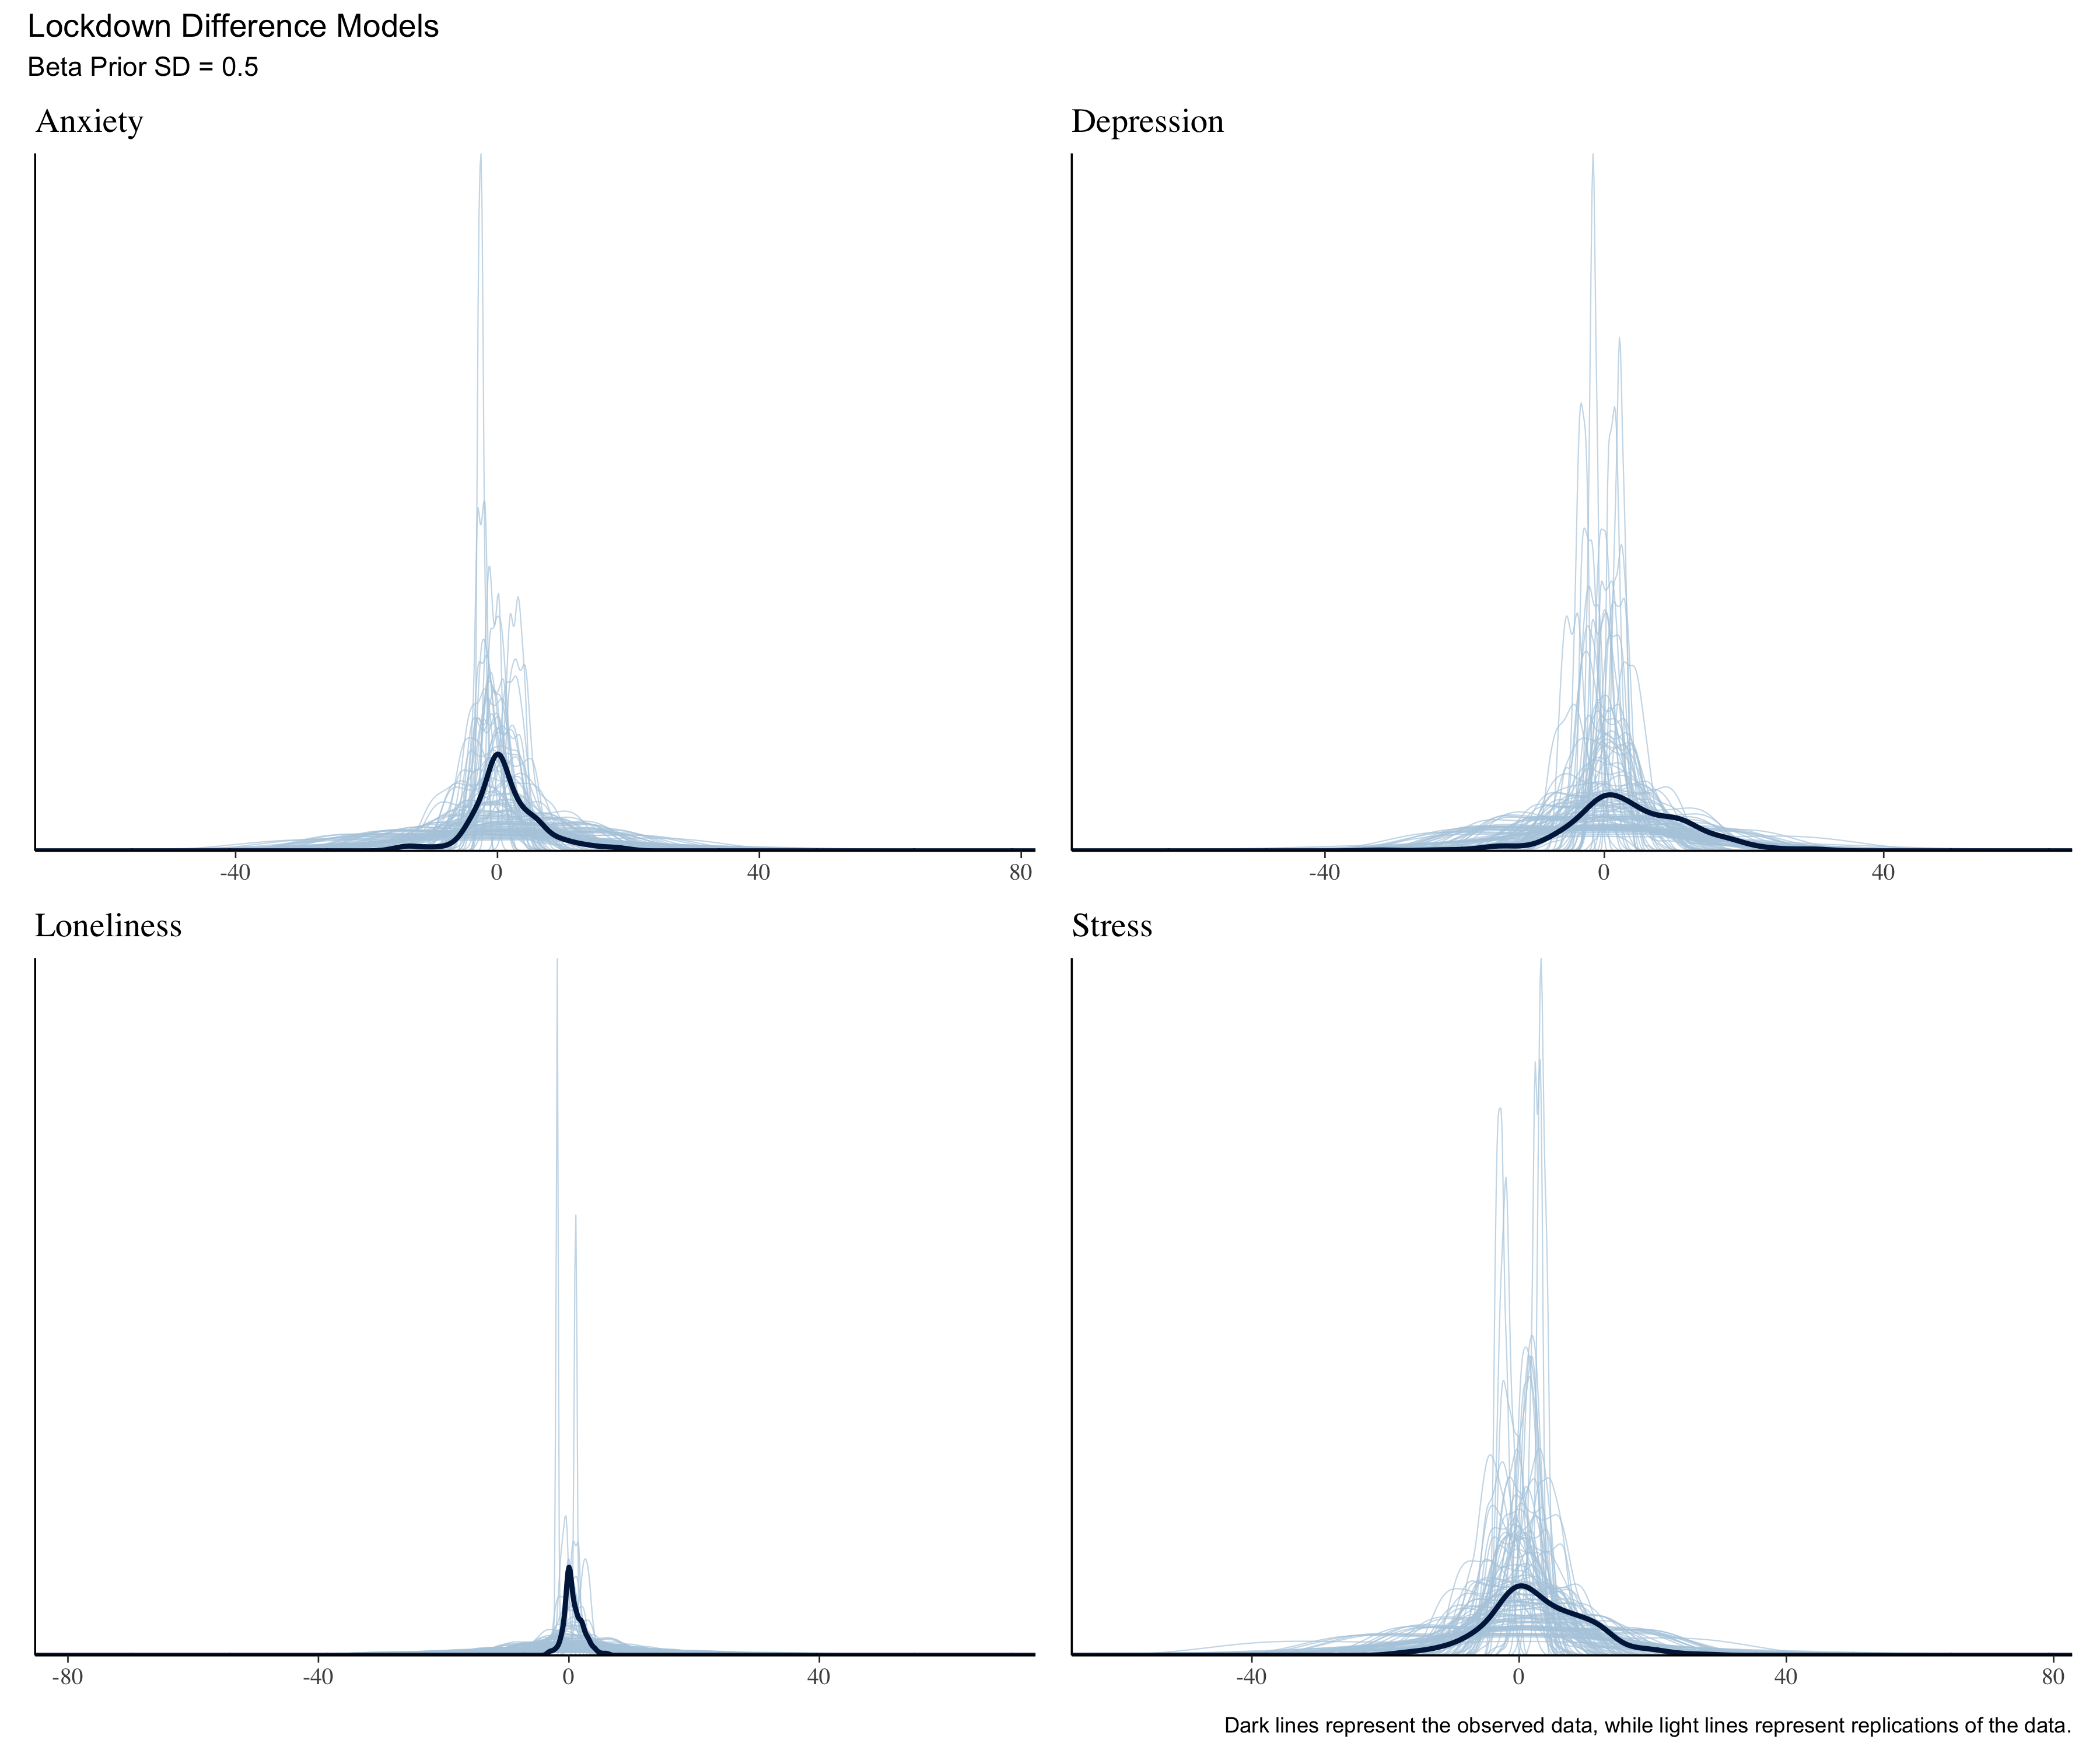 Lockdown Difference Models
Beta Prior SD = 0.5
Anxiety
-40 0 40 80
Depression
-40 0 40
Loneliness
-80 -40 0 40
Stress
-40 0 40 80
Dark lines represent the observed data, while light lines represent replications of the data.